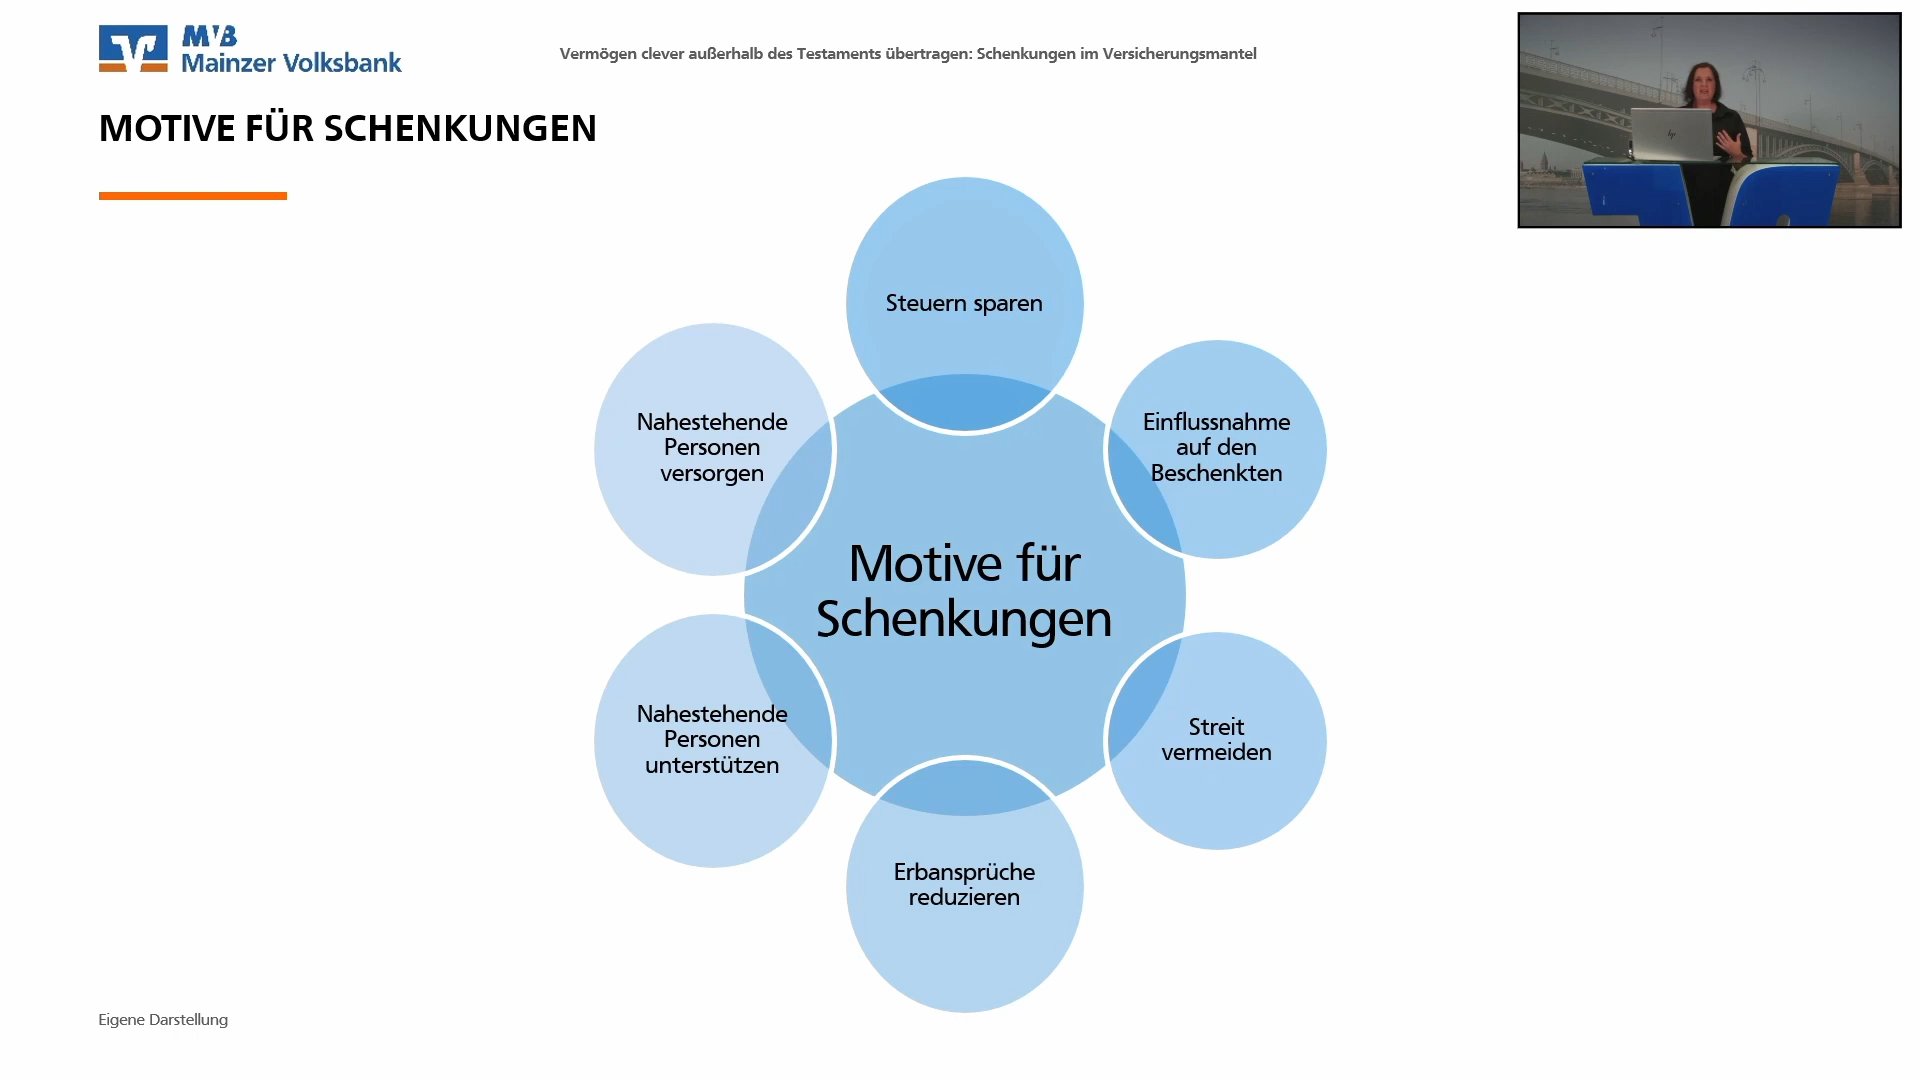 MVB
Mainzer Volksbank
Vermögen clever außerhalb des Testaments übertragen: Schenkungen im Versicherungsmantel
MOTIVE FÜR SCHENKUNGEN
Steuern sparen
Einflussnahme
auf den
Beschenkten
Streit
vermeiden
Erbansprüche
reduzieren
Nahestehende
Personen
unterstützen
Nahestehende
Personen
versorgen
Motive für
Schenkungen
Eigene Darstellung
hp